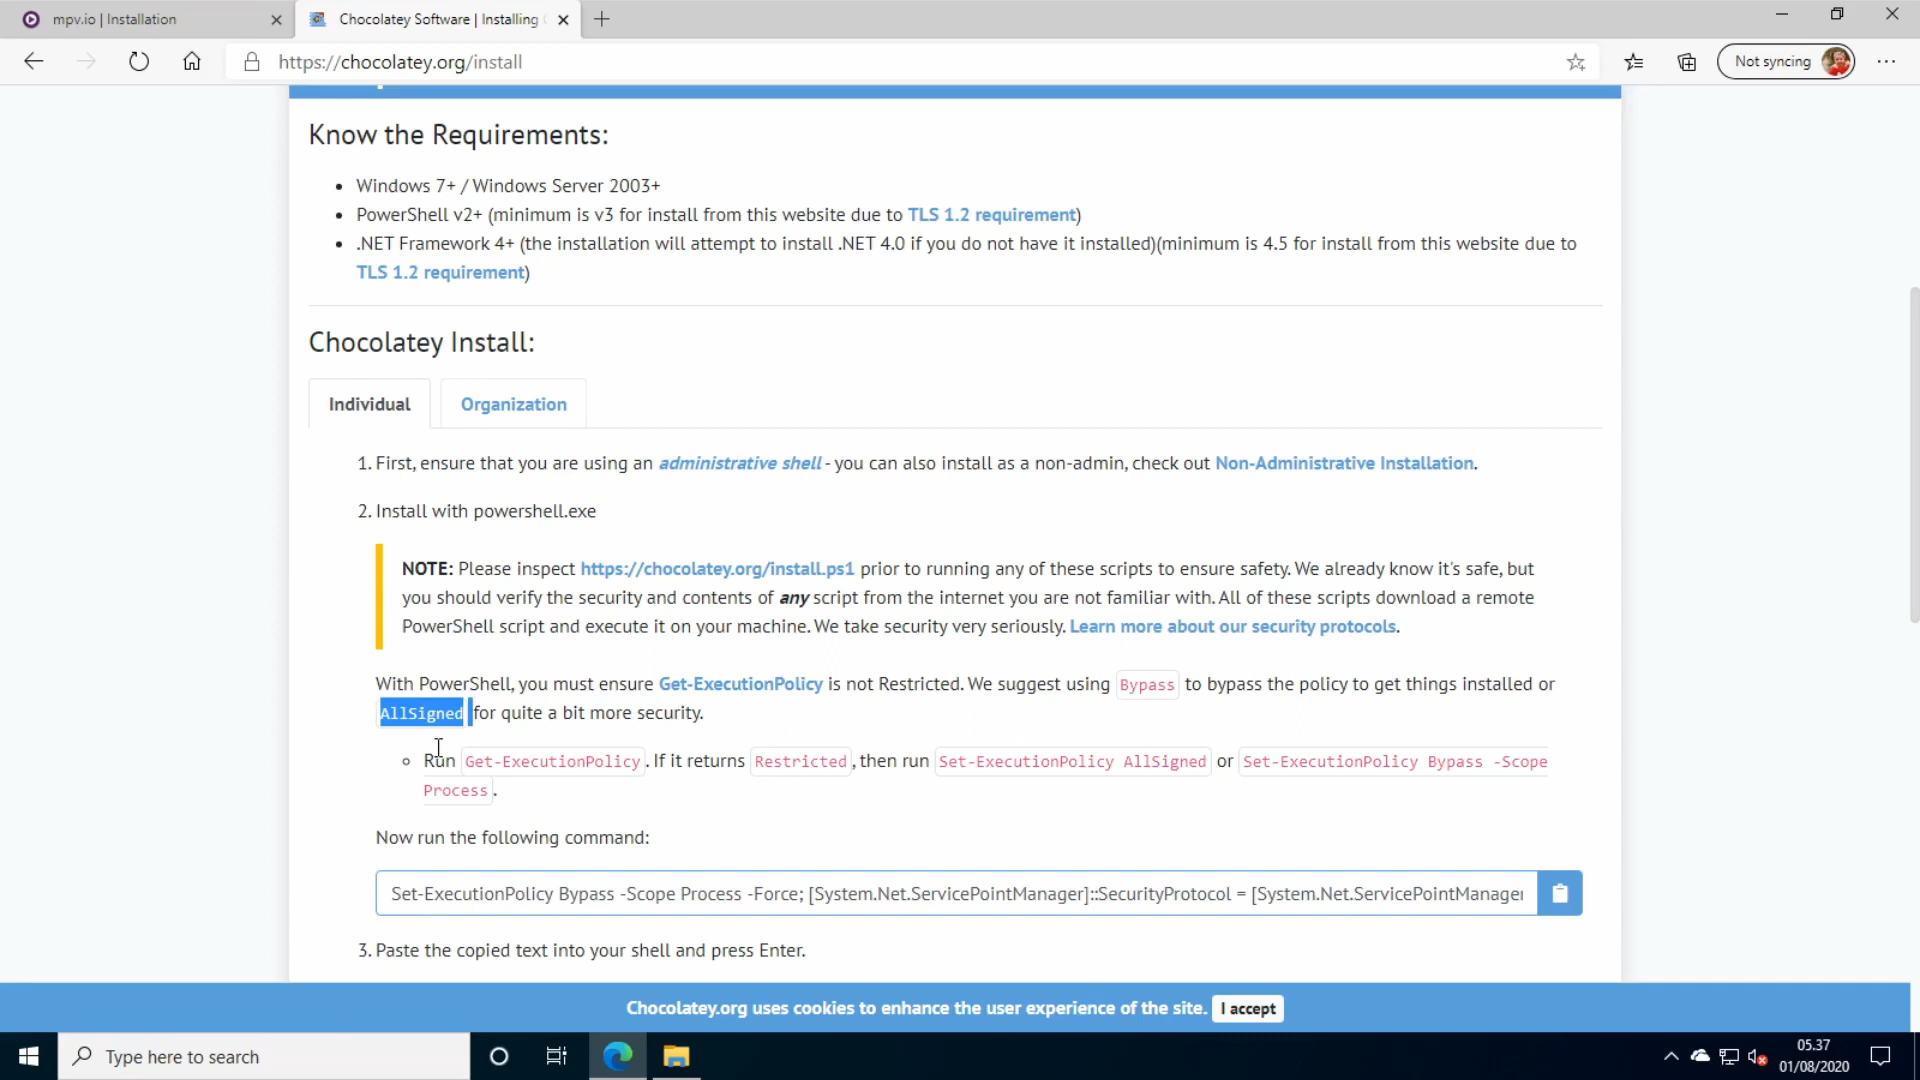 mpv.io | Installation
Chocolatey Software | Installing
https://chocolatey.org/install
Not syncing
Know the Requirements:
Windows 7+ / Windows Server 2003+
PowerShell v2+ (minimum is v3 for install from this website due to TLS 1.2 requirement)
.NET Framework 4+ (the installation will attempt to install .NET 4.0 if you do not have it installed)(minimum is 4.5 for install from this website due to
TLS 1.2 requirement)
Chocolatey Install:
Individual
Organization
1. First, ensure that you are using an administrative shell - you can also install as a non-admin, check out Non-Administrative Installation.
2. Install with powershell.exe
NOTE: Please inspect https://chocolatey.org/install.ps1 prior to running any of these scripts to ensure safety. We already know it's safe, but
you should verify the security and contents of any script from the internet you are not familiar with. All of these scripts download a remote
PowerShell script and execute it on your machine. We take security very seriously. Learn more about our security protocols.
With PowerShell, you must ensure Get-ExecutionPolicy is not Restricted. We suggest using Bypass to bypass the policy to get things installed or
AllSigned for quite a bit more security.
Run Get-ExecutionPolicy. If it returns Restricted, then run Set-ExecutionPolicy AllSigned or Set-ExecutionPolicy Bypass -Scope
Process.
Now run the following command:
Set-ExecutionPolicy Bypass -Scope Process -Force; [System.Net.ServicePointManager]::SecurityProtocol = [System.Net.ServicePointManager
3. Paste the copied text into your shell and press Enter.
Chocolatey.org uses cookies to enhance the user experience of the site. I accept
Type here to search
05.37
01/08/2020